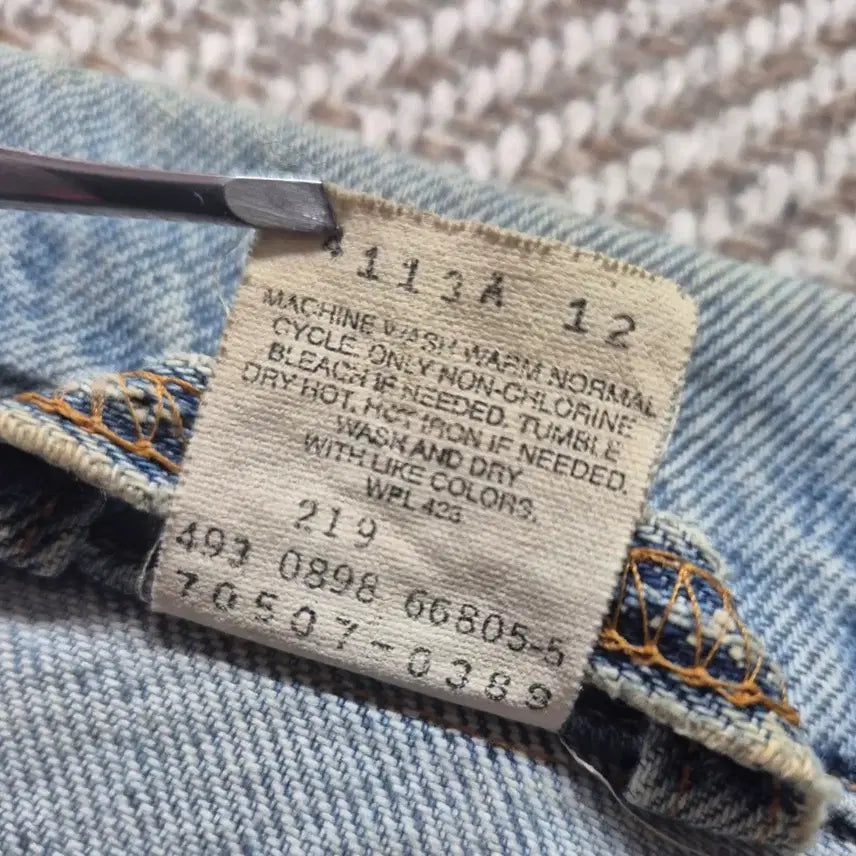 113A 12
MACHINE WASH WARM NORMAL
CYCLE. ONLY NON-CHLORINE
BLEACH IF NEEDED. TUMBLE
DRY HOT. HOT IRON IF NEEDED.
WASH AND DRY
WITH LIKE COLORS.
WPL 423
219
493 0898 66805-5
70507-0389